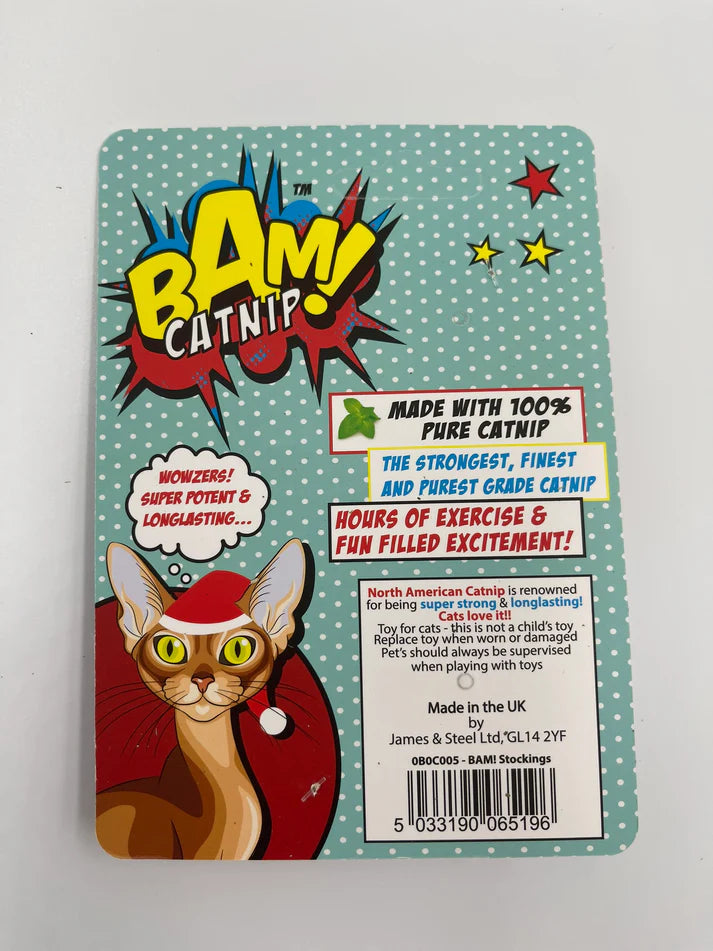 BAM!™
CATNIP
MADE WITH 100%
PURE CATNIP
THE STRONGEST, FINEST
AND PUREST GRADE CATNIP
HOURS OF EXERCISE &
FUN FILLED EXCITEMENT!
WOWZERS!
SUPER POTENT &
LONGLASTING...
North American Catnip is renowned
for being super strong & longlasting!
Cats love it!!
Toy for cats - this is not a child's toy
Replace toy when worn or damaged
Pet's should always be supervised
when playing with toys
Made in the UK
by
James & Steel Ltd, GL14 2YF
0B0C005 - BAM! Stockings
5 033190 065196